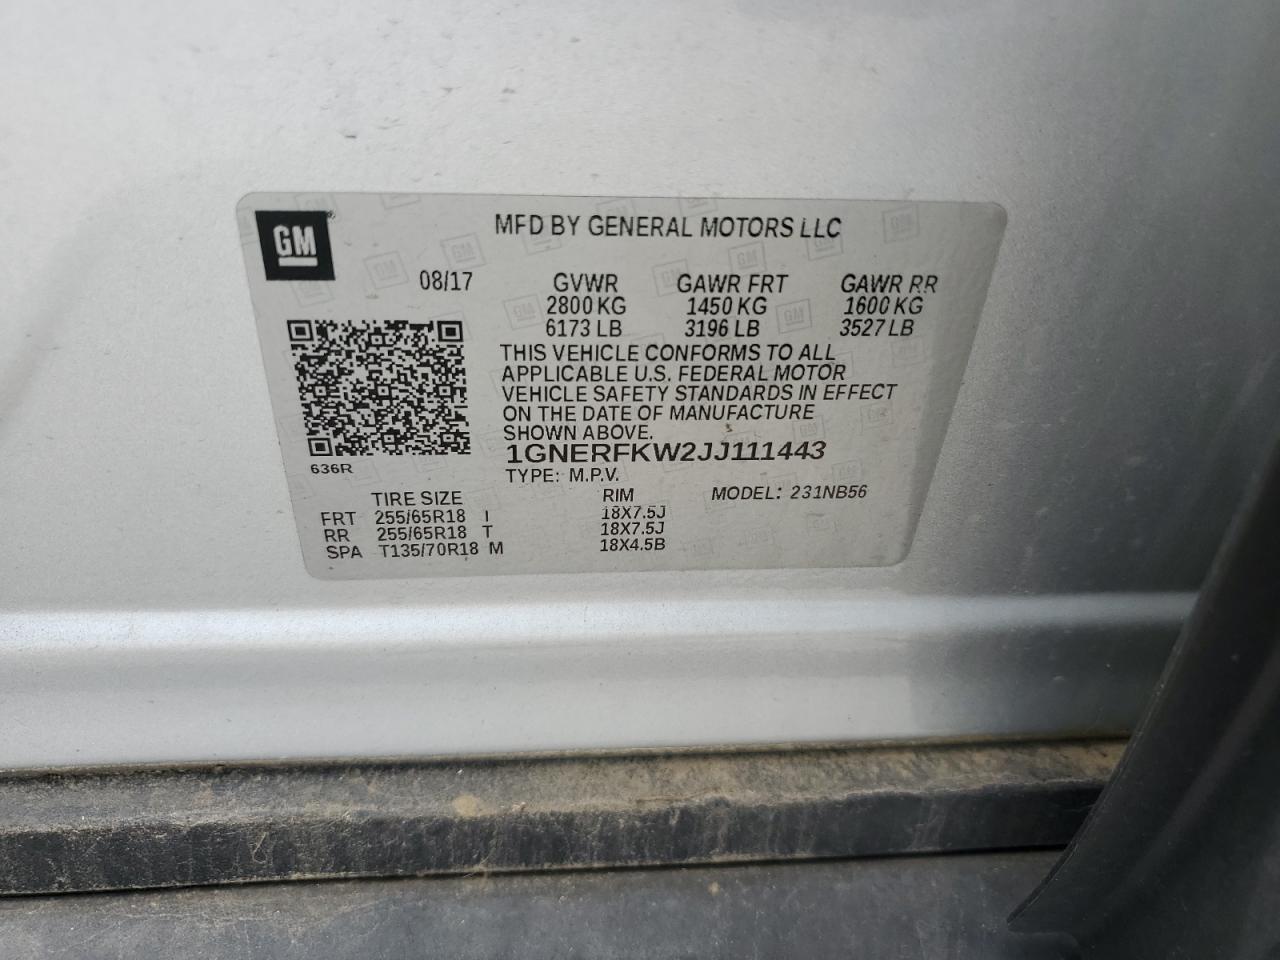 GM
MFD BY GENERAL MOTORS LLC
08/17 GVWR GAWR FRT GAWR RR
2800 KG 1450 KG 1600 KG
6173 LB 3196 LB 3527 LB
THIS VEHICLE CONFORMS TO ALL
APPLICABLE U.S. FEDERAL MOTOR
VEHICLE SAFETY STANDARDS IN EFFECT
ON THE DATE OF MANUFACTURE
SHOWN ABOVE.
1GNERFKW2JJ111443
636R
TYPE: M.P.V.
TIRE SIZE RIM MODEL: 231NB56
FRT 255/65R18 I 18X7.5J
RR 255/65R18 T 18X7.5J
SPA T135/70R18 M 18X4.5B